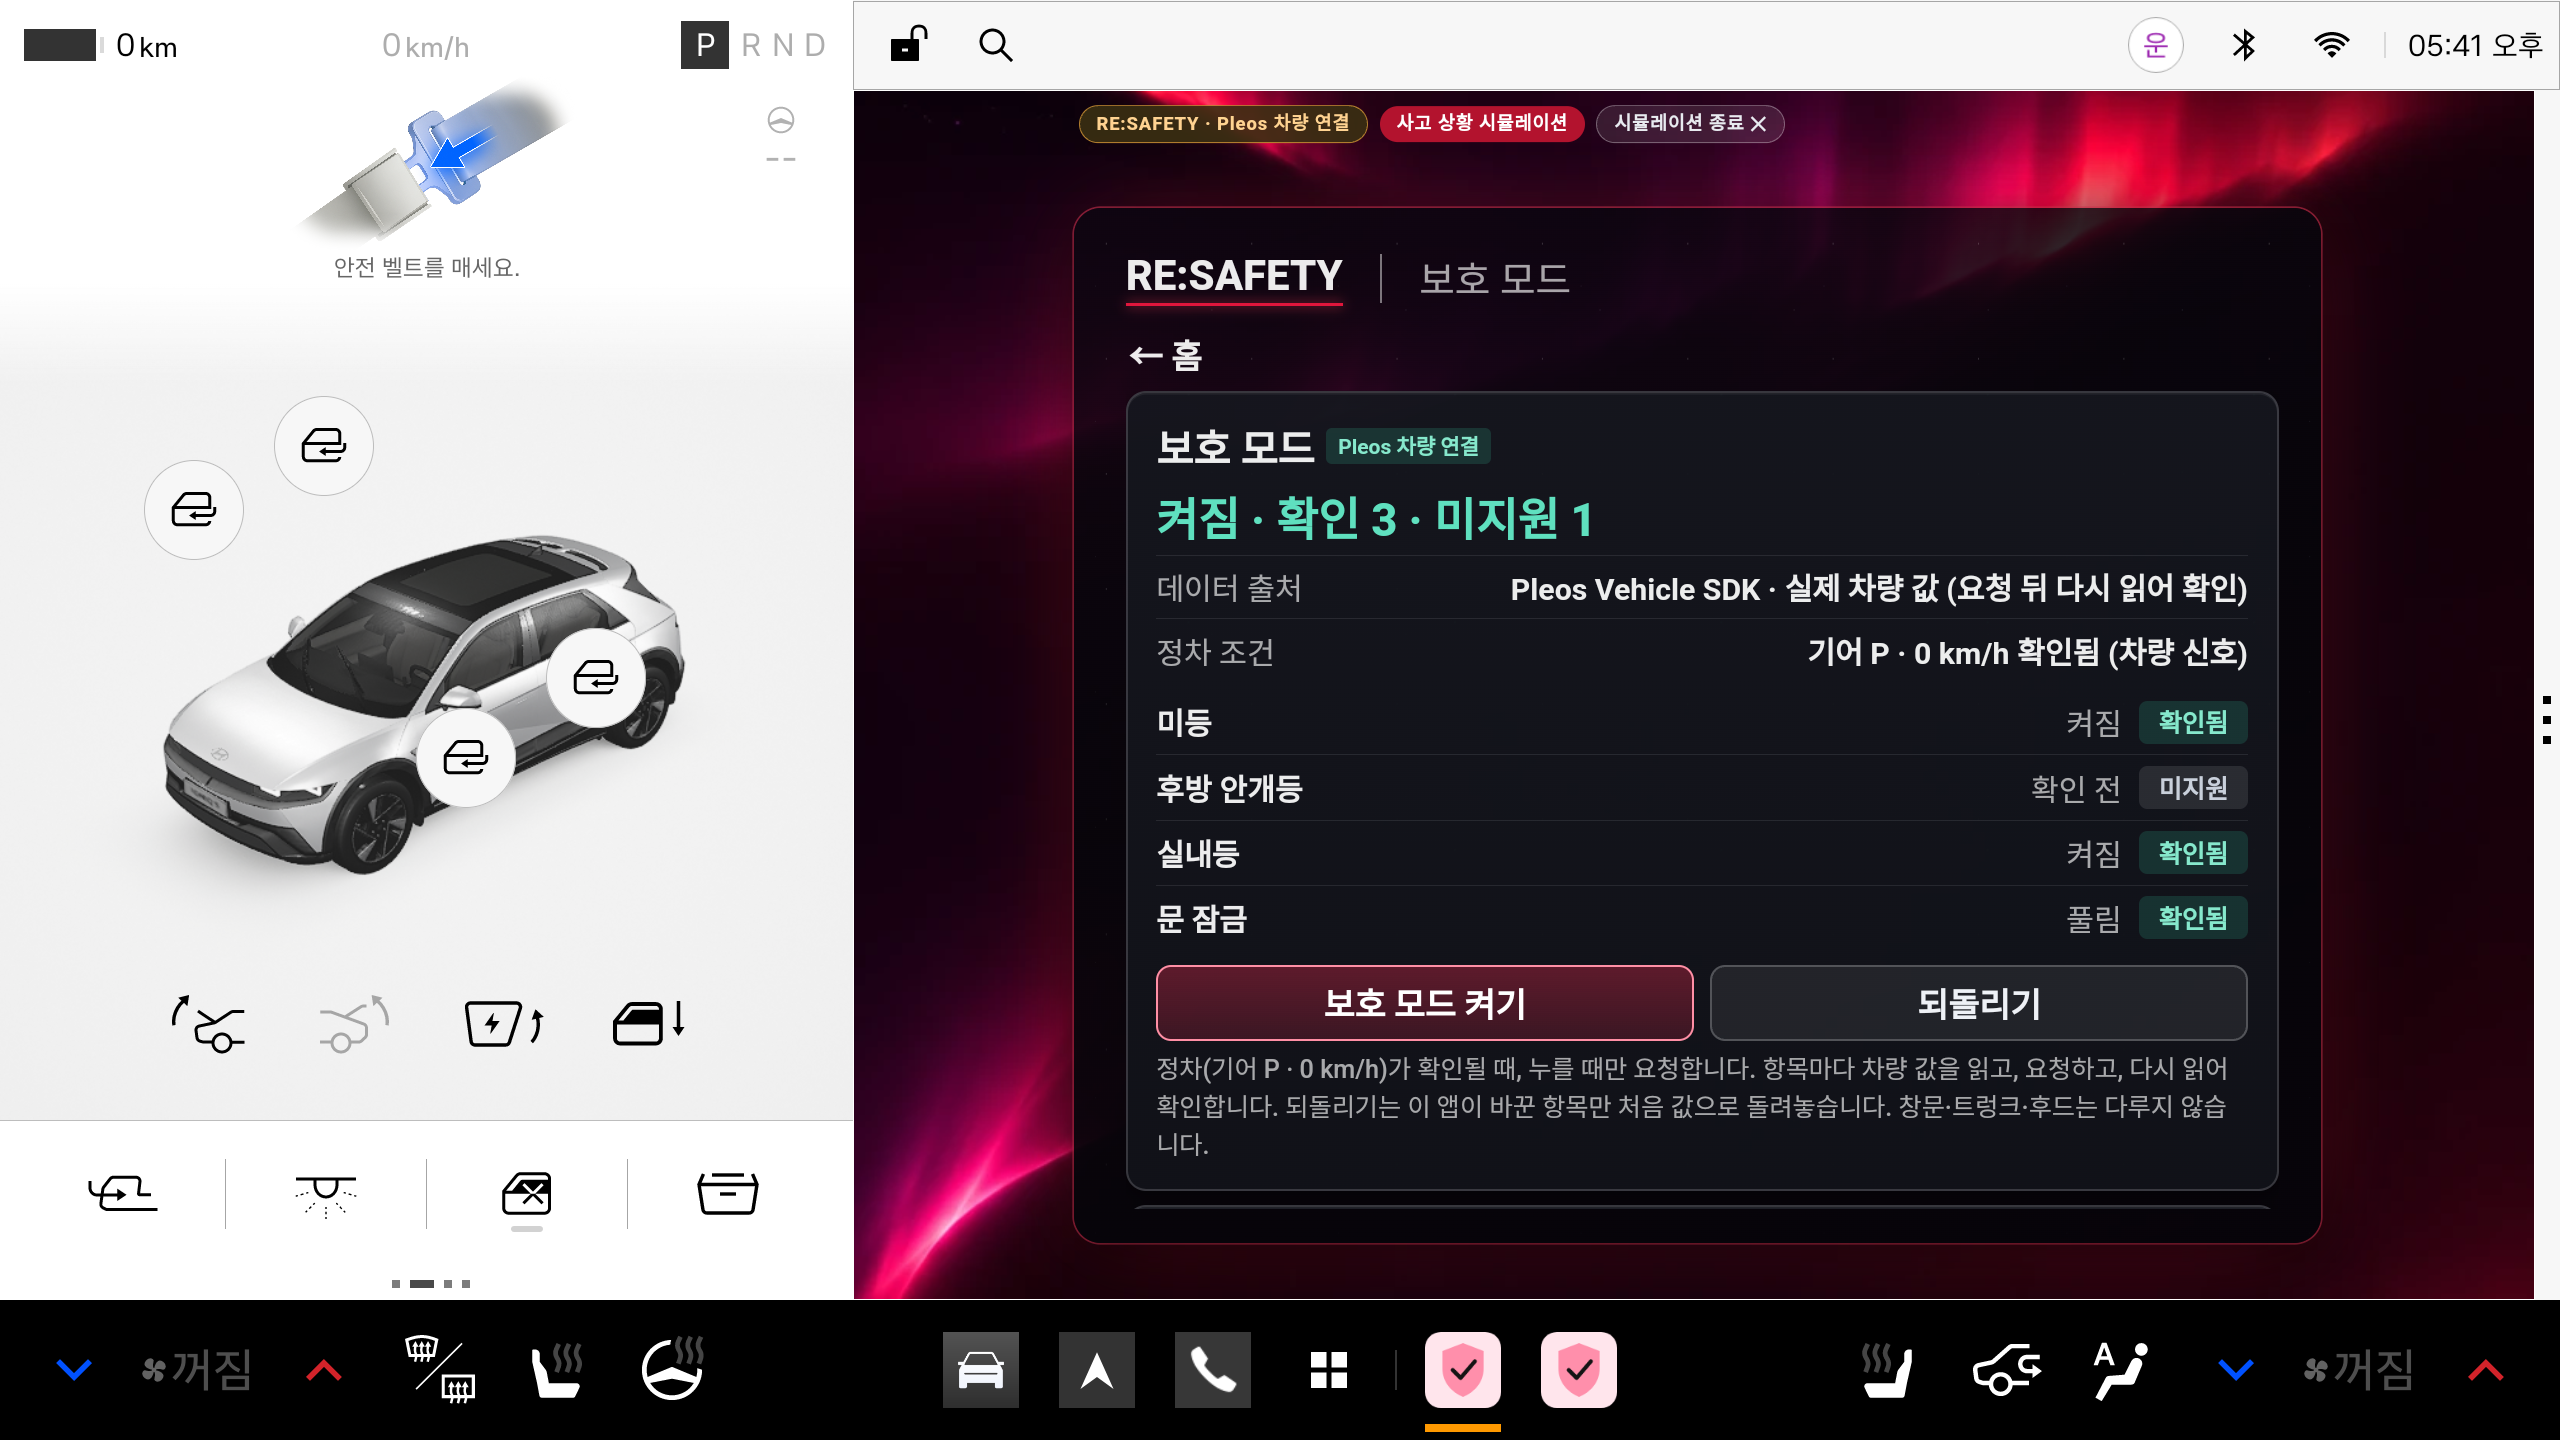 0 km
0 km/h
P R N D
안전 벨트를 매세요.
운
05:41 오후
RE:SAFETY · Pleos 차량 연결
사고 상황 시뮬레이션
시뮬레이션 종료 ✕
RE:SAFETY
보호 모드
← 홈
보호 모드 Pleos 차량 연결
켜짐 · 확인 3 · 미지원 1
데이터 출처 Pleos Vehicle SDK · 실제 차량 값 (요청 뒤 다시 읽어 확인)
정차 조건 기어 P · 0 km/h 확인됨 (차량 신호)
미등 켜짐 확인됨
후방 안개등 확인 전 미지원
실내등 켜짐 확인됨
문 잠금 풀림 확인됨
보호 모드 켜기
되돌리기
정차(기어 P · 0 km/h)가 확인될 때, 누를 때만 요청합니다. 항목마다 차량 값을 읽고, 요청하고, 다시 읽어
확인합니다. 되돌리기는 이 앱이 바꾼 항목만 처음 값으로 돌려놓습니다. 창문·트렁크·후드는 다루지 않습
니다.
꺼짐
A
꺼짐